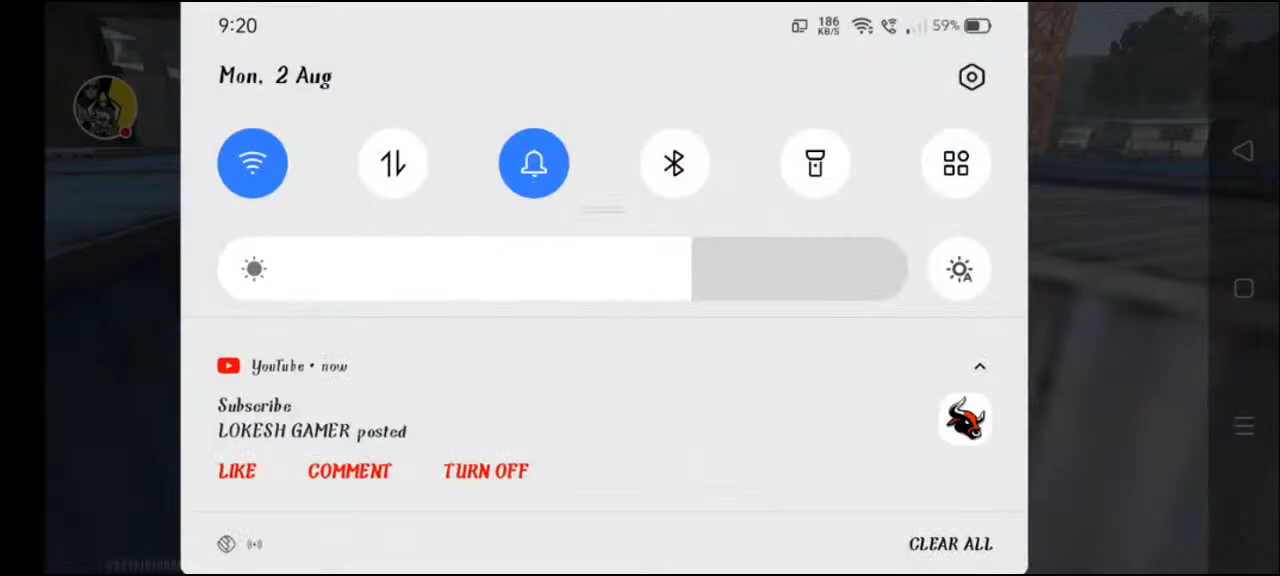 9:20
186
KB/S
59%
Mon, 2 Aug
A
YouTube • now
Subscribe
LOKESH GAMER posted
LIKE COMMENT TURN OFF
CLEAR ALL